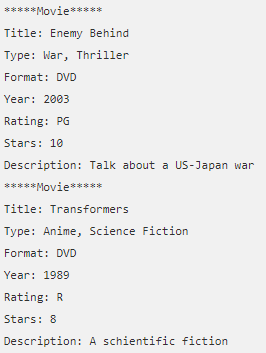 *****Movie*****
Title: Enemy Behind
Type: War, Thriller
Format: DVD
Year: 2003
Rating: PG
Stars: 10
Description: Talk about a US-Japan war
*****Movie*****
Title: Transformers
Type: Anime, Science Fiction
Format: DVD
Year: 1989
Rating: R
Stars: 8
Description: A schientific fiction